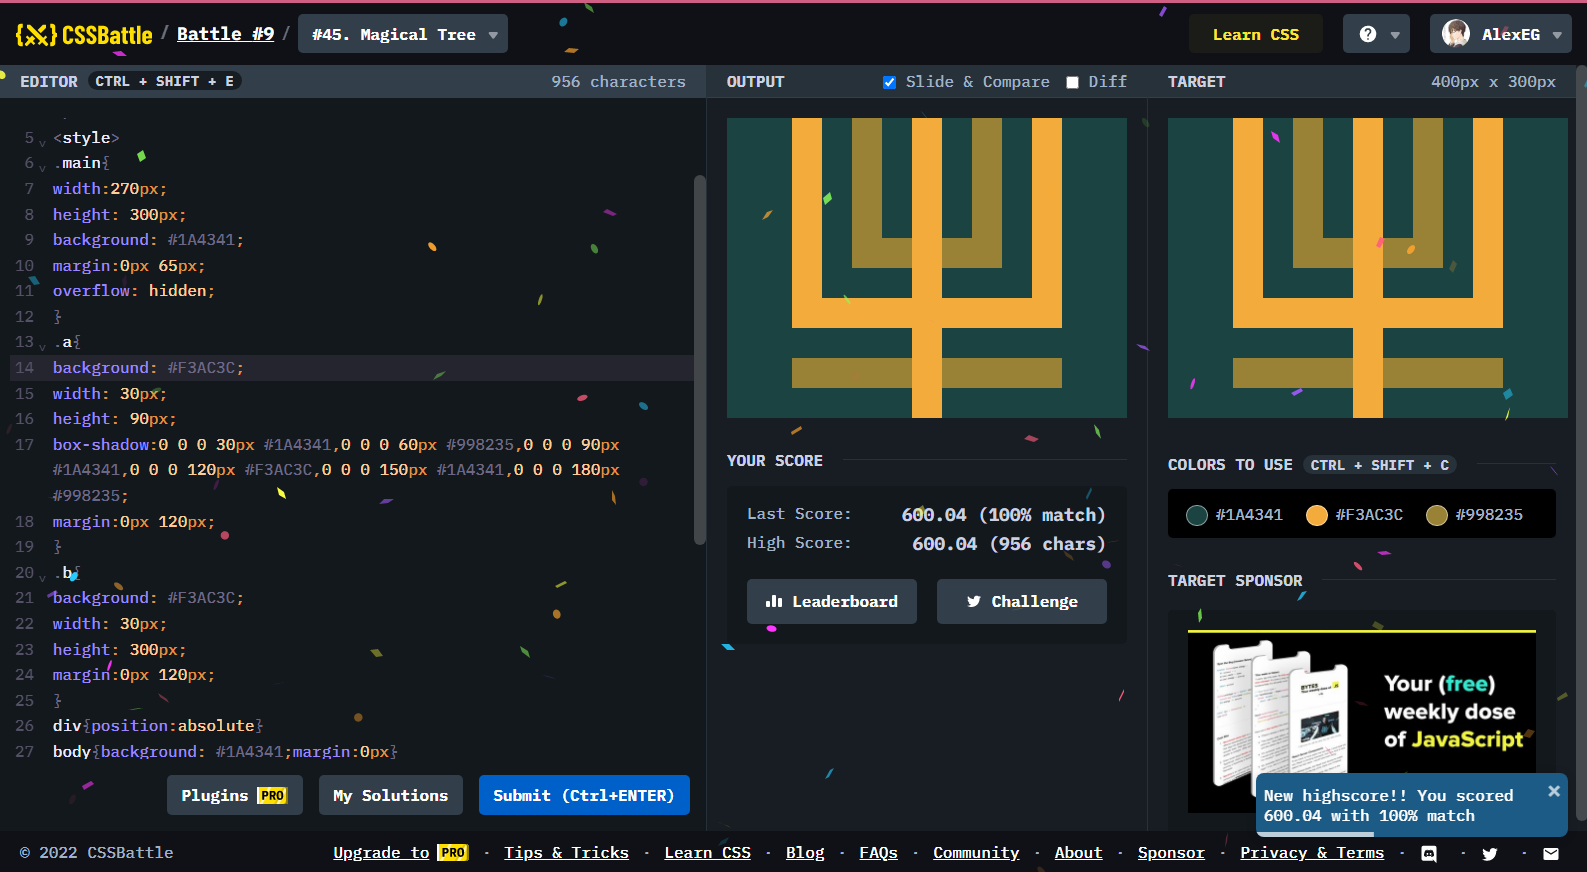 CSSBattle / Battle #9 / #45. Magical Tree
Learn CSS
?
AlexEG
EDITOR CTRL + SHIFT + E 956 characters
5 <style>
6 .main{
7 width:270px;
8 height: 300px;
9 background: #1A4341;
10 margin:0px 65px;
11 overflow: hidden;
12 }
13 .a{
14 background: #F3AC3C;
15 width: 30px;
16 height: 90px;
17 box-shadow:0 0 0 30px #1A4341,0 0 0 60px #998235,0 0 0 90px
#1A4341,0 0 0 120px #F3AC3C,0 0 0 150px #1A4341,0 0 0 180px
#998235;
18 margin:0px 120px;
19 }
20 .b{
21 background: #F3AC3C;
22 width: 30px;
23 height: 300px;
24 margin:0px 120px;
25 }
26 div{position:absolute}
27 body{background: #1A4341;margin:0px}
Plugins PRO
My Solutions
Submit (Ctrl+ENTER)
OUTPUT
Slide & Compare
Diff
YOUR SCORE
Last Score: 600.04 (100% match)
High Score: 600.04 (956 chars)
Leaderboard
Challenge
TARGET 400px x 300px
COLORS TO USE CTRL + SHIFT + C
#1A4341 #F3AC3C #998235
TARGET SPONSOR
BYTES
Your (free)
weekly dose
of JavaScript
New highscore!! You scored
600.04 with 100% match
© 2022 CSSBattle
Upgrade to PRO · Tips & Tricks · Learn CSS · Blog · FAQs · Community · About · Sponsor · Privacy & Terms